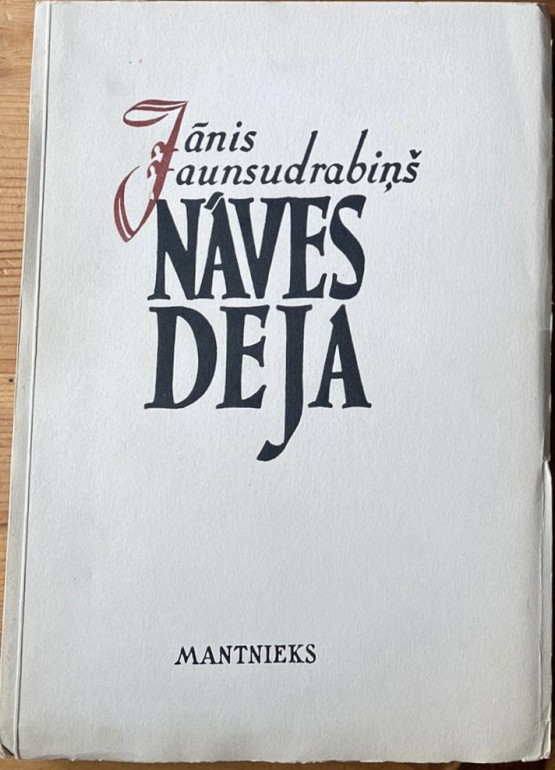 Jānis
Jaunsudrabiņš
NĀVES
DEJA
MANTNIEKS